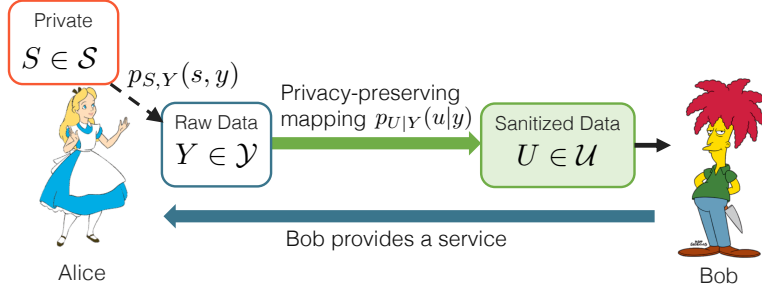 Private
S ∈ 𝒮
p_{S,Y}(s, y)
Raw Data
Y ∈ 𝒴
Privacy-preserving
mapping p_{U|Y}(u|y)
Sanitized Data
U ∈ 𝒰
Bob provides a service
Alice
Bob